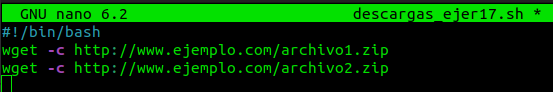 GNU nano 6.2 descargas_ejer17.sh *
#!/bin/bash
wget -c http://www.ejemplo.com/archivo1.zip
wget -c http://www.ejemplo.com/archivo2.zip